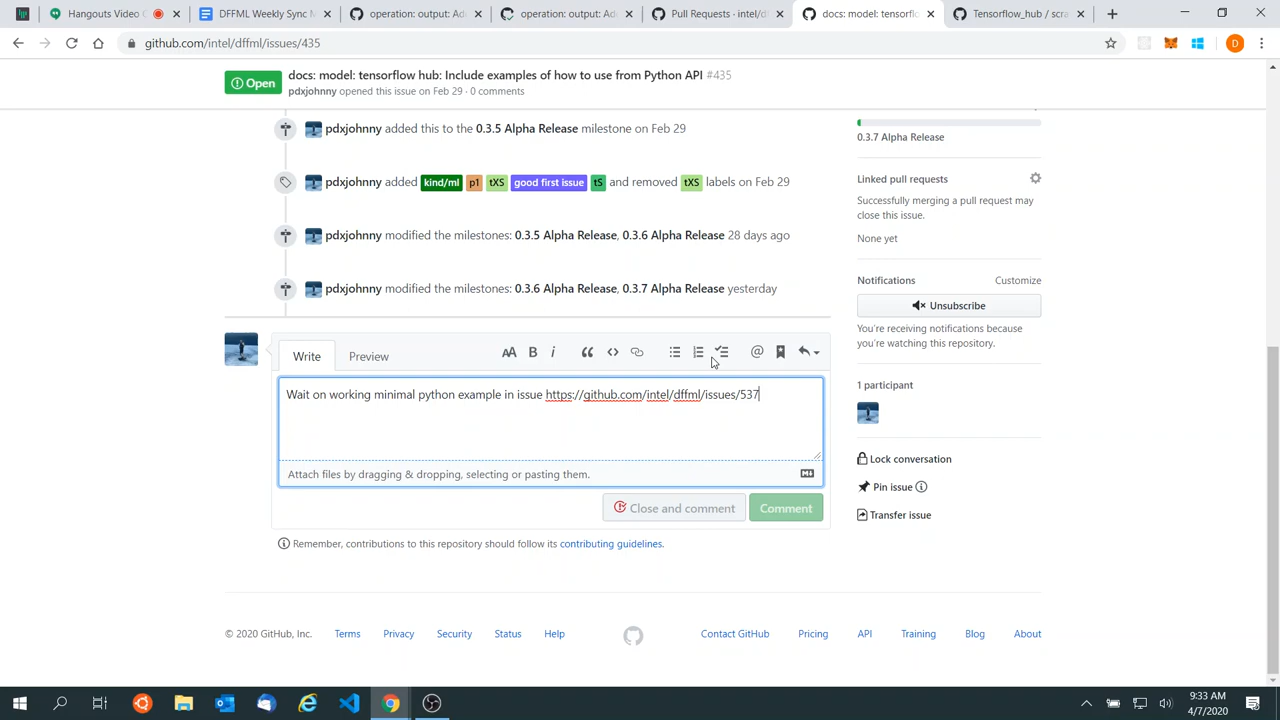 Hangouts Video C
DFFML Weekly Sync M
operation: output: Ad
operation: output: Add
Pull Requests · intel/df
docs: model: tensorflow
Tensorflow_hub / scra
github.com/intel/dffml/issues/435
D
Open
docs: model: tensorflow hub: Include examples of how to use from Python API #435
pdxjohnny opened this issue on Feb 29 · 0 comments
pdxjohnny added this to the 0.3.5 Alpha Release milestone on Feb 29
pdxjohnny added kind/ml p1 tXS good first issue tS and removed tXS labels on Feb 29
pdxjohnny modified the milestones: 0.3.5 Alpha Release, 0.3.6 Alpha Release 28 days ago
pdxjohnny modified the milestones: 0.3.6 Alpha Release, 0.3.7 Alpha Release yesterday
Write
Preview
AA B i
Wait on working minimal python example in issue https://github.com/intel/dffml/issues/537
Attach files by dragging & dropping, selecting or pasting them.
Close and comment
Comment
Remember, contributions to this repository should follow its contributing guidelines.
0.3.7 Alpha Release
Linked pull requests
Successfully merging a pull request may
close this issue.
None yet
Notifications
Customize
Unsubscribe
You're receiving notifications because
you're watching this repository.
1 participant
Lock conversation
Pin issue
Transfer issue
© 2020 GitHub, Inc.
Terms
Privacy
Security
Status
Help
Contact GitHub
Pricing
API
Training
Blog
About
9:33 AM
4/7/2020